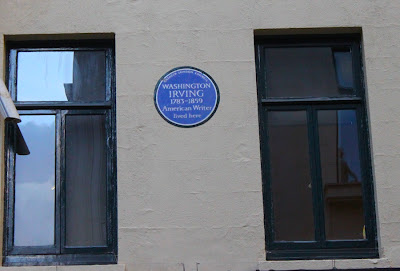 WASHINGTON
IRVING
1783-1859
American Writer
lived here